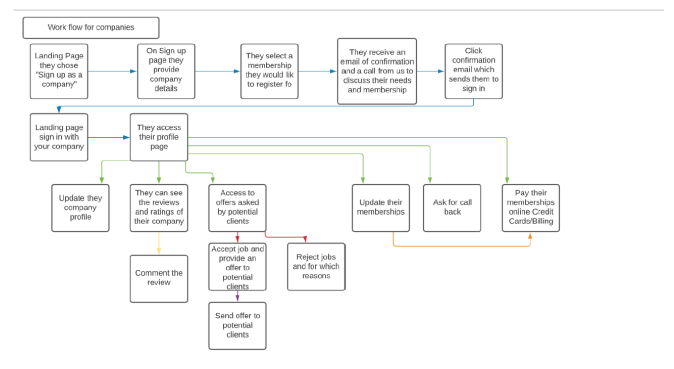 Work flow for companies
Landing Page
they chose
"Sign up as a
company"
On Sign up
page they
provide
company
details
They select a
membership
they would lik
to register fo
They receive an
email of confirmation
and a call from us to
discuss their needs
and membership
Click
confirmation
email which
sends them to
sign in
Landing page
sign in with
your company
They access
their profile
page
Update they
company
profile
They can see
the reviews
and ratings of
their company
Access to
offers asked
by potential
clients
Update their
memberships
Ask for call
back
Pay their
memberships
online Credit
Cards/Billing
Comment the
review
Accept job and
provide an
offer to
potential
clients
Reject jobs
and for which
reasons
Send offer to
potential
clients